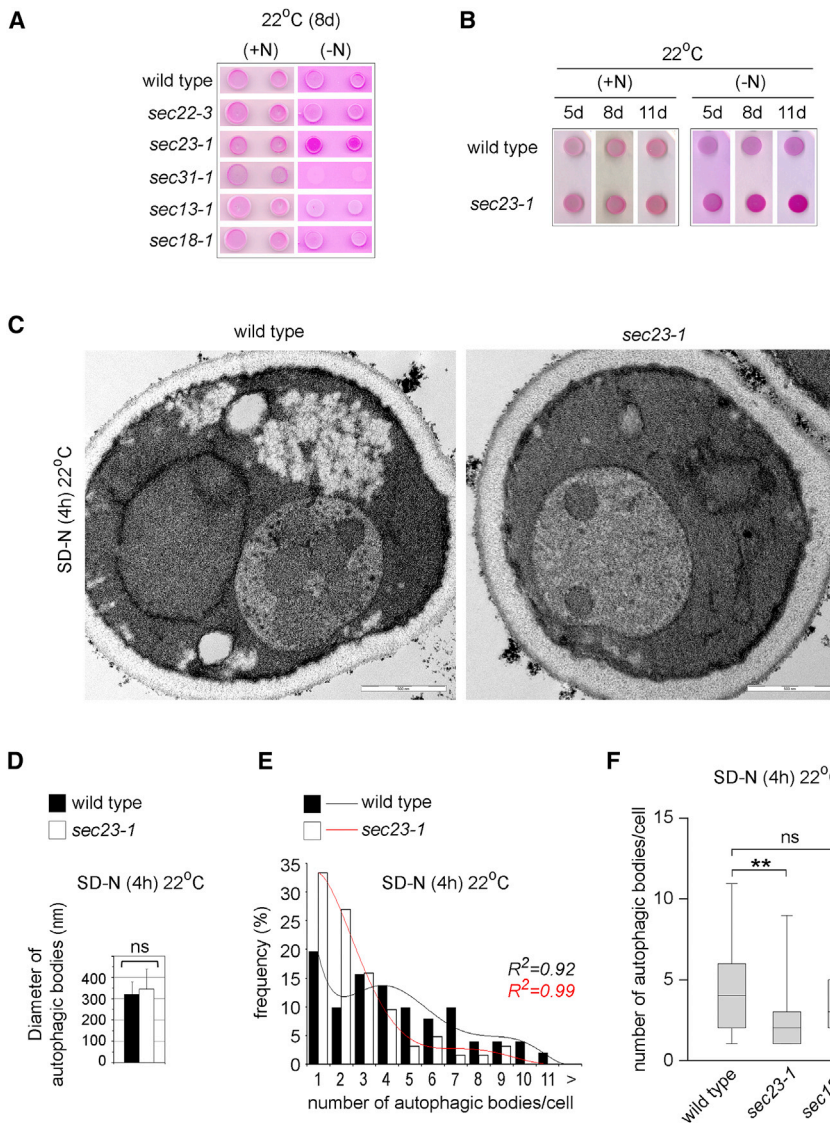 A
22°C (8d)
(+N) (-N)
wild type
sec22-3
sec23-1
sec31-1
sec13-1
sec18-1
B
22°C
(+N) (-N)
5d 8d 11d 5d 8d 11d
wild type
sec23-1
C
wild type sec23-1
SD-N (4h) 22°C
D
wild type
sec23-1
SD-N (4h) 22°C
Diameter of
autophagic bodies (nm)
ns
400
300
200
100
0
E
wild type
sec23-1
SD-N (4h) 22°C
frequency (%)
35
30
25
20
15
10
5
0
R²=0.92
R²=0.99
1 2 3 4 5 6 7 8 9 10 11 >
number of autophagic bodies/cell
F
SD-N (4h) 22°C
number of autophagic bodies/cell
15
10
5
0
ns
**
wild type
sec23-1